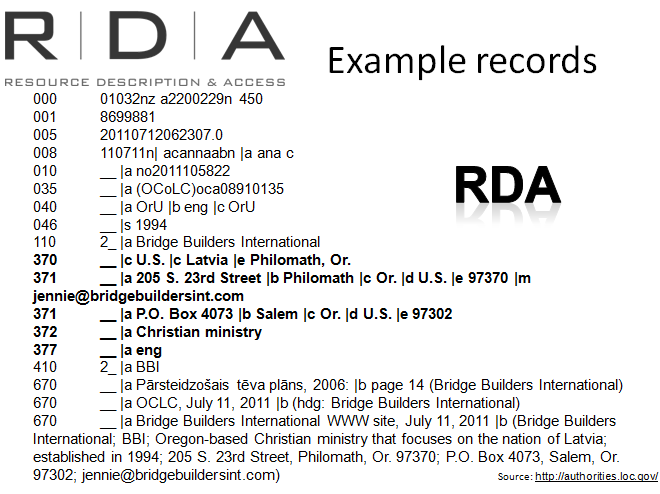 R | D | A
RESOURCE DESCRIPTION & ACCESS
Example records
000 01032nz a2200229n 450
001 8699881
005 20110712062307.0
008 110711n| acannaabn |a ana c
010 __ |a no2011105822
035 __ |a (OCoLC)oca08910135
040 __ |a OrU |b eng |c OrU
046 __ |s 1994
110 2_ |a Bridge Builders International
370 __ |c U.S. |c Latvia |e Philomath, Or.
371 __ |a 205 S. 23rd Street |b Philomath |c Or. |d U.S. |e 97370 |m
jennie@bridgebuildersint.com
371 __ |a P.O. Box 4073 |b Salem |c Or. |d U.S. |e 97302
372 __ |a Christian ministry
377 __ |a eng
410 2_ |a BBI
670 __ |a Pārsteidzošais tēva plāns, 2006: |b page 14 (Bridge Builders International)
670 __ |a OCLC, July 11, 2011 |b (hdg: Bridge Builders International)
670 __ |a Bridge Builders International WWW site, July 11, 2011 |b (Bridge Builders
International; BBI; Oregon-based Christian ministry that focuses on the nation of Latvia;
established in 1994; 205 S. 23rd Street, Philomath, Or. 97370; P.O. Box 4073, Salem, Or.
97302; jennie@bridgebuildersint.com)
RDA
Source: http://authorities.loc.gov/